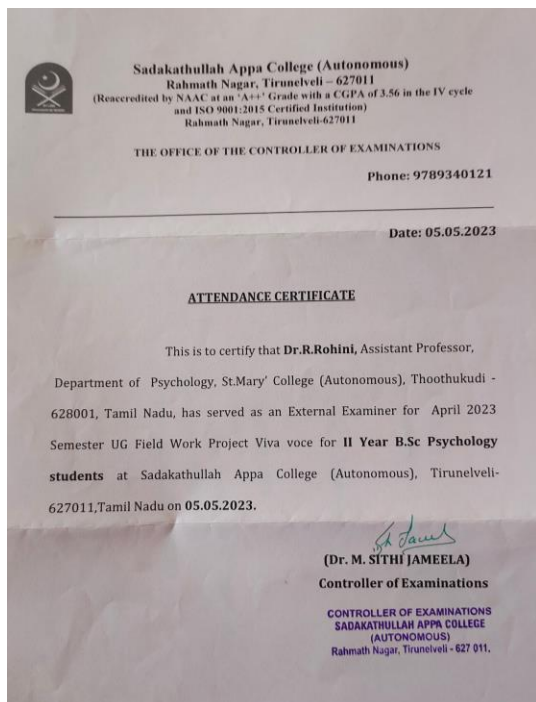 Sadakathullah Appa College (Autonomous)
Rahmath Nagar, Tirunelveli – 627011
(Reaccredited by NAAC at an 'A++' Grade with a CGPA of 3.56 in the IV cycle
and ISO 9001:2015 Certified Institution)
Rahmath Nagar, Tirunelveli-627011
THE OFFICE OF THE CONTROLLER OF EXAMINATIONS
Phone: 9789340121
Date: 05.05.2023
ATTENDANCE CERTIFICATE
This is to certify that Dr.R.Rohini, Assistant Professor,
Department of Psychology, St.Mary' College (Autonomous), Thoothukudi -
628001, Tamil Nadu, has served as an External Examiner for April 2023
Semester UG Field Work Project Viva voce for II Year B.Sc Psychology
students at Sadakathullah Appa College (Autonomous), Tirunelveli-
627011,Tamil Nadu on 05.05.2023.
(Dr. M. SITHI JAMEELA)
Controller of Examinations
CONTROLLER OF EXAMINATIONS
SADAKATHULLAH APPA COLLEGE
(AUTONOMOUS)
Rahmath Nagar, Tirunelveli - 627 011.